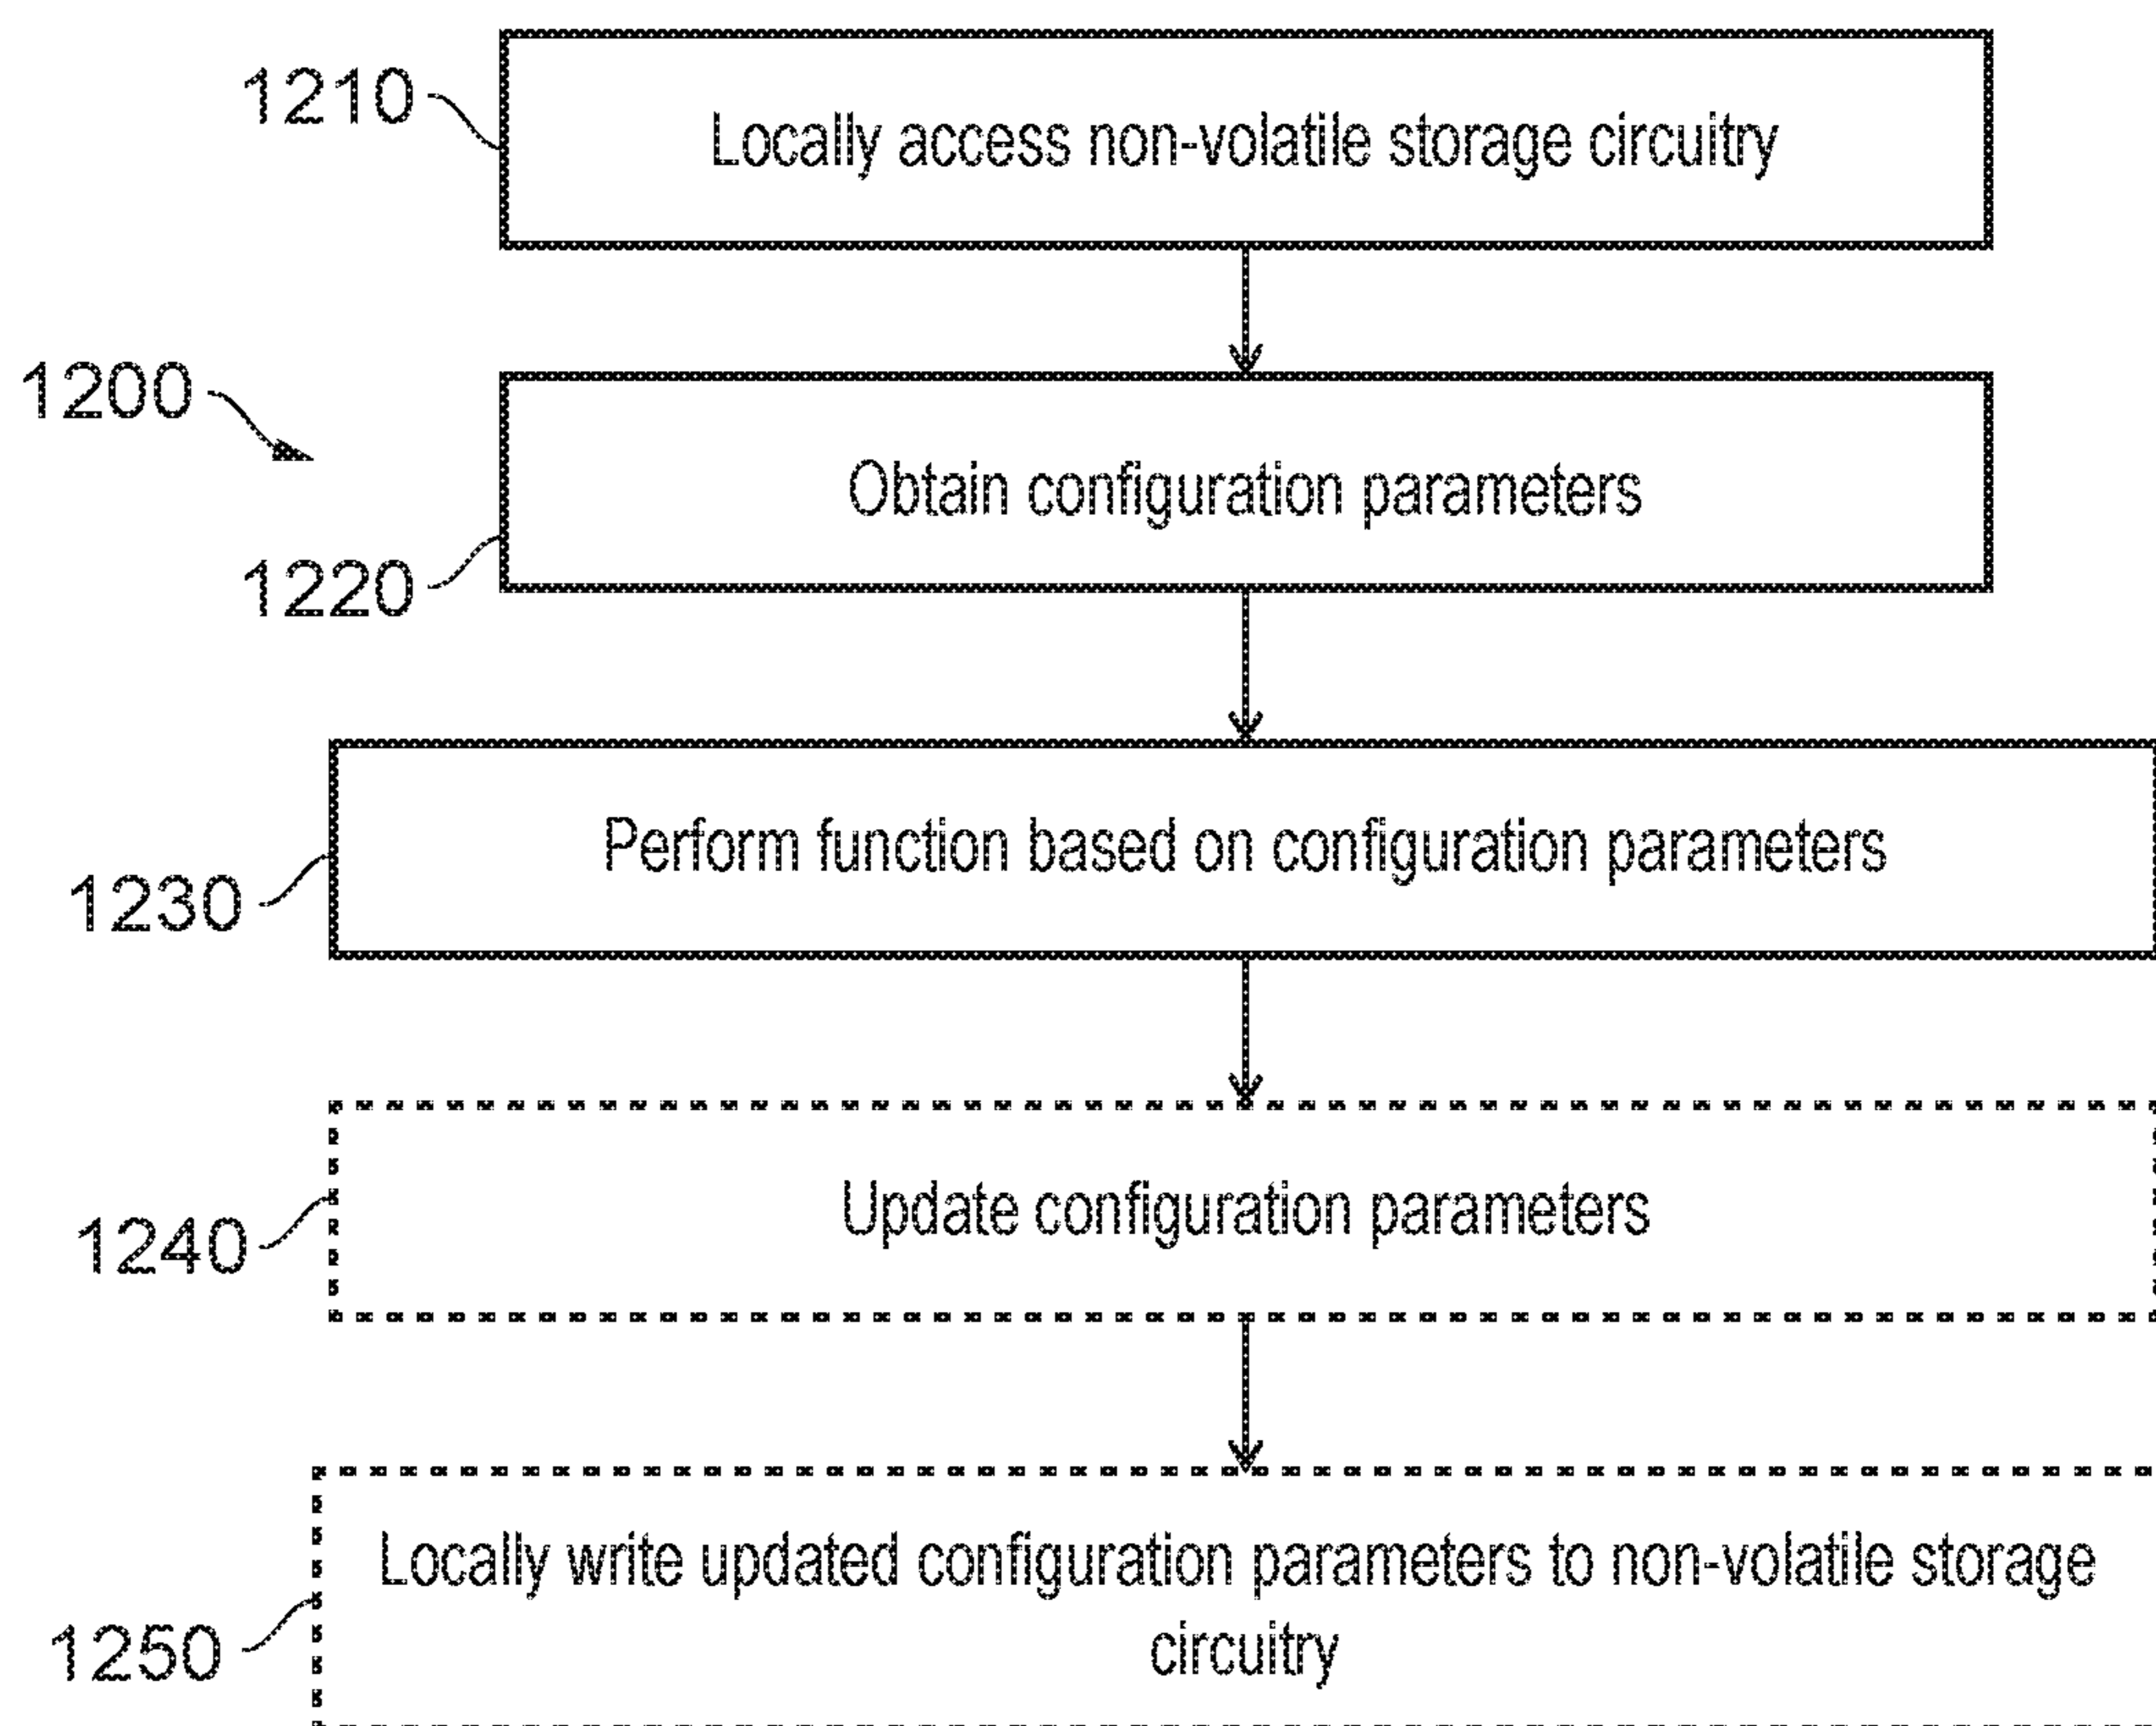 1210
Locally access non-volatile storage circuitry
1200
Obtain configuration parameters
1220
Perform function based on configuration parameters
1230
Update configuration parameters
1240
Locally write updated configuration parameters to non-volatile storage
circuitry
1250